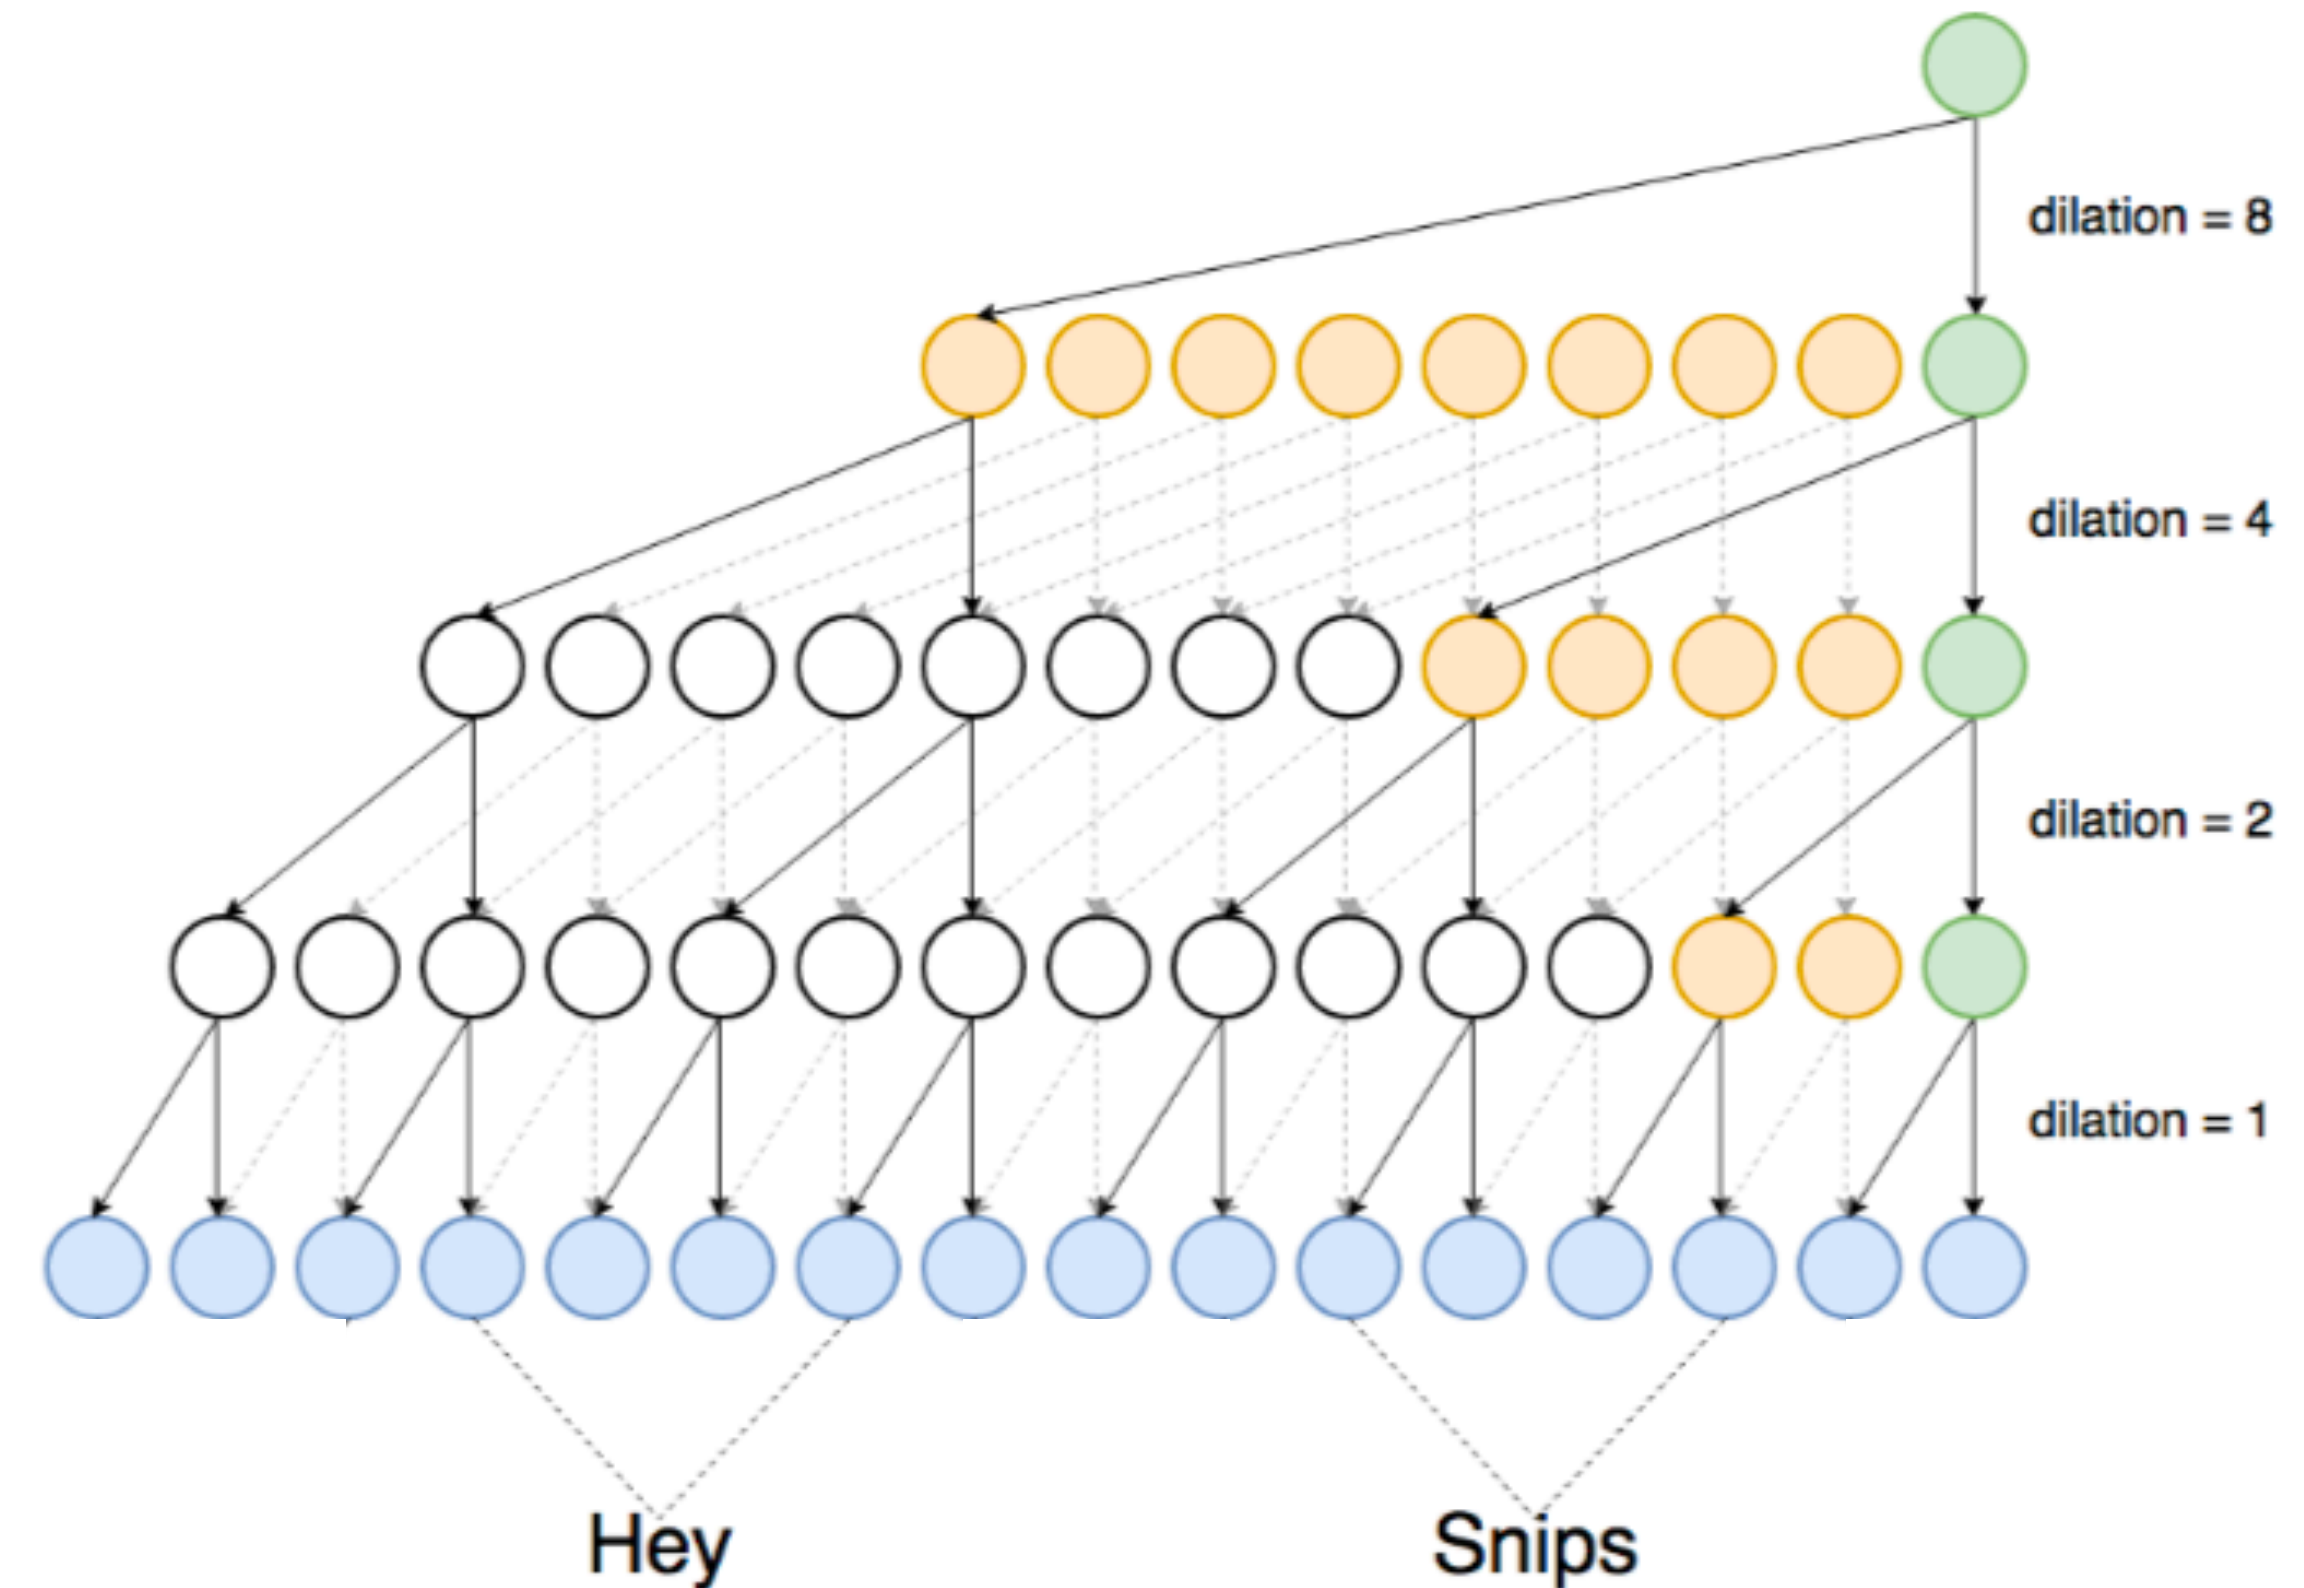 dilation = 8
dilation = 4
dilation = 2
dilation = 1
Hey
Snips